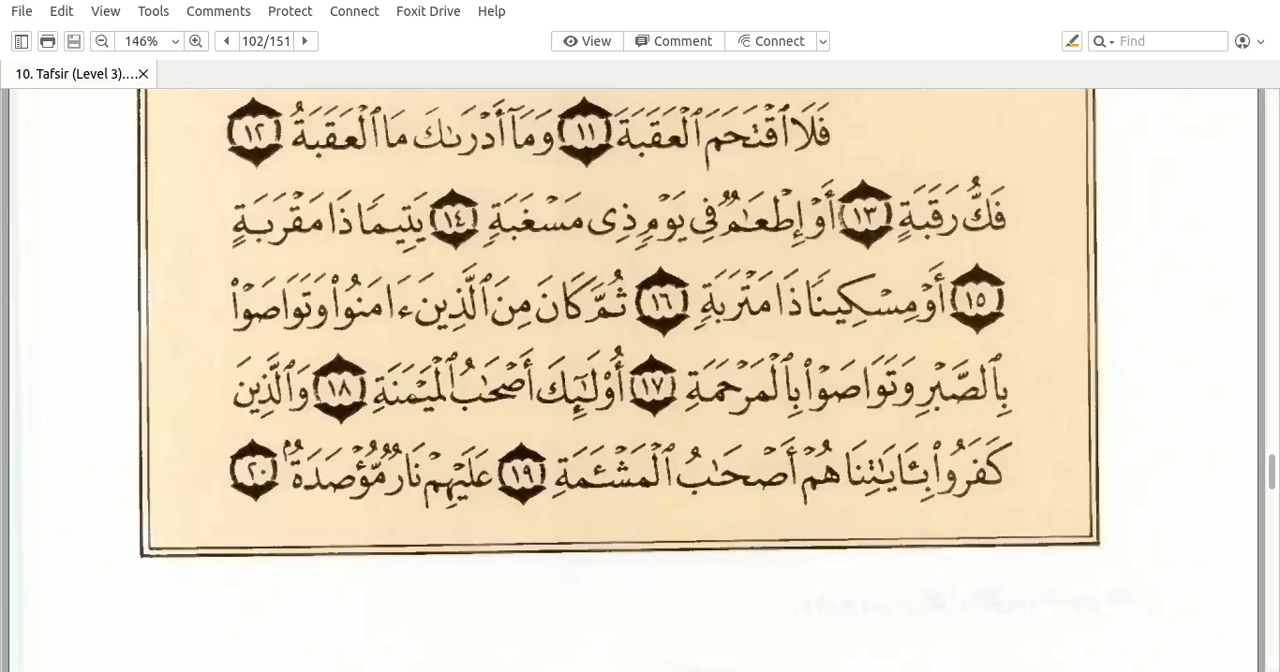 File Edit View Tools Comments Protect Connect Foxit Drive Help
146% 102/151 View Comment Connect Find
10. Tafsir (Level 3)....
فَلَا ٱقْتَحَمَ ٱلْعَقَبَةَ ١١ وَمَآ أَدْرَىٰكَ مَا ٱلْعَقَبَةُ ١٢
فَكُّ رَقَبَةٍ ١٣ أَوْ إِطْعَـٰمٌ فِى يَوْمٍ ذِى مَسْغَبَةٍ ١٤ يَتِيمًا ذَا مَقْرَبَةٍ
١٥ أَوْ مِسْكِينًا ذَا مَتْرَبَةٍ ١٦ ثُمَّ كَانَ مِنَ ٱلَّذِينَ ءَامَنُوا۟ وَتَوَاصَوْا۟
بِٱلصَّبْرِ وَتَوَاصَوْا۟ بِٱلْمَرْحَمَةِ ١٧ أُو۟لَـٰٓئِكَ أَصْحَـٰبُ ٱلْمَيْمَنَةِ ١٨ وَٱلَّذِينَ
كَفَرُوا۟ بِـَٔايَـٰتِنَا هُمْ أَصْحَـٰبُ ٱلْمَشْـَٔمَةِ ١٩ عَلَيْهِمْ نَارٌ مُّؤْصَدَةٌۢ ٢٠